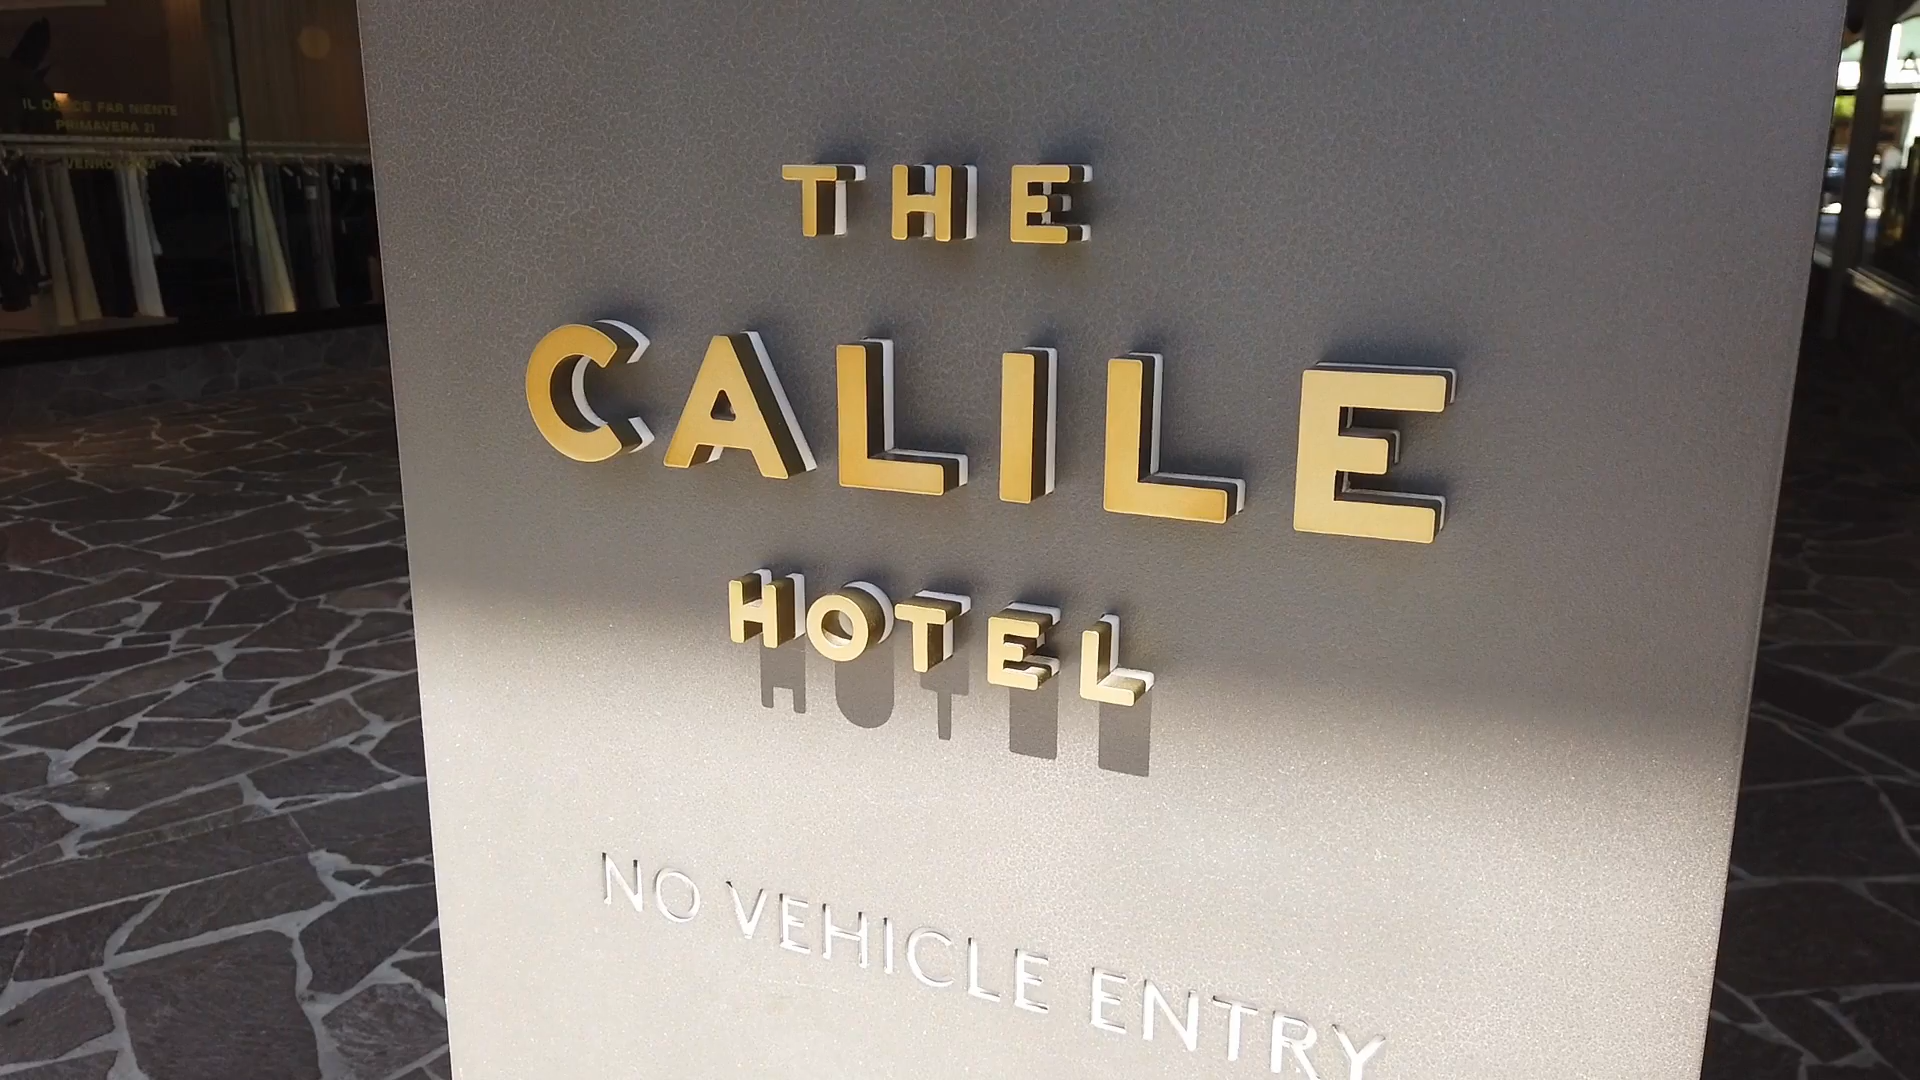 IL DOLCE FAR NIENTE
PRIMAVERA 21
THE
CALILE
HOTEL
NO VEHICLE ENTRY